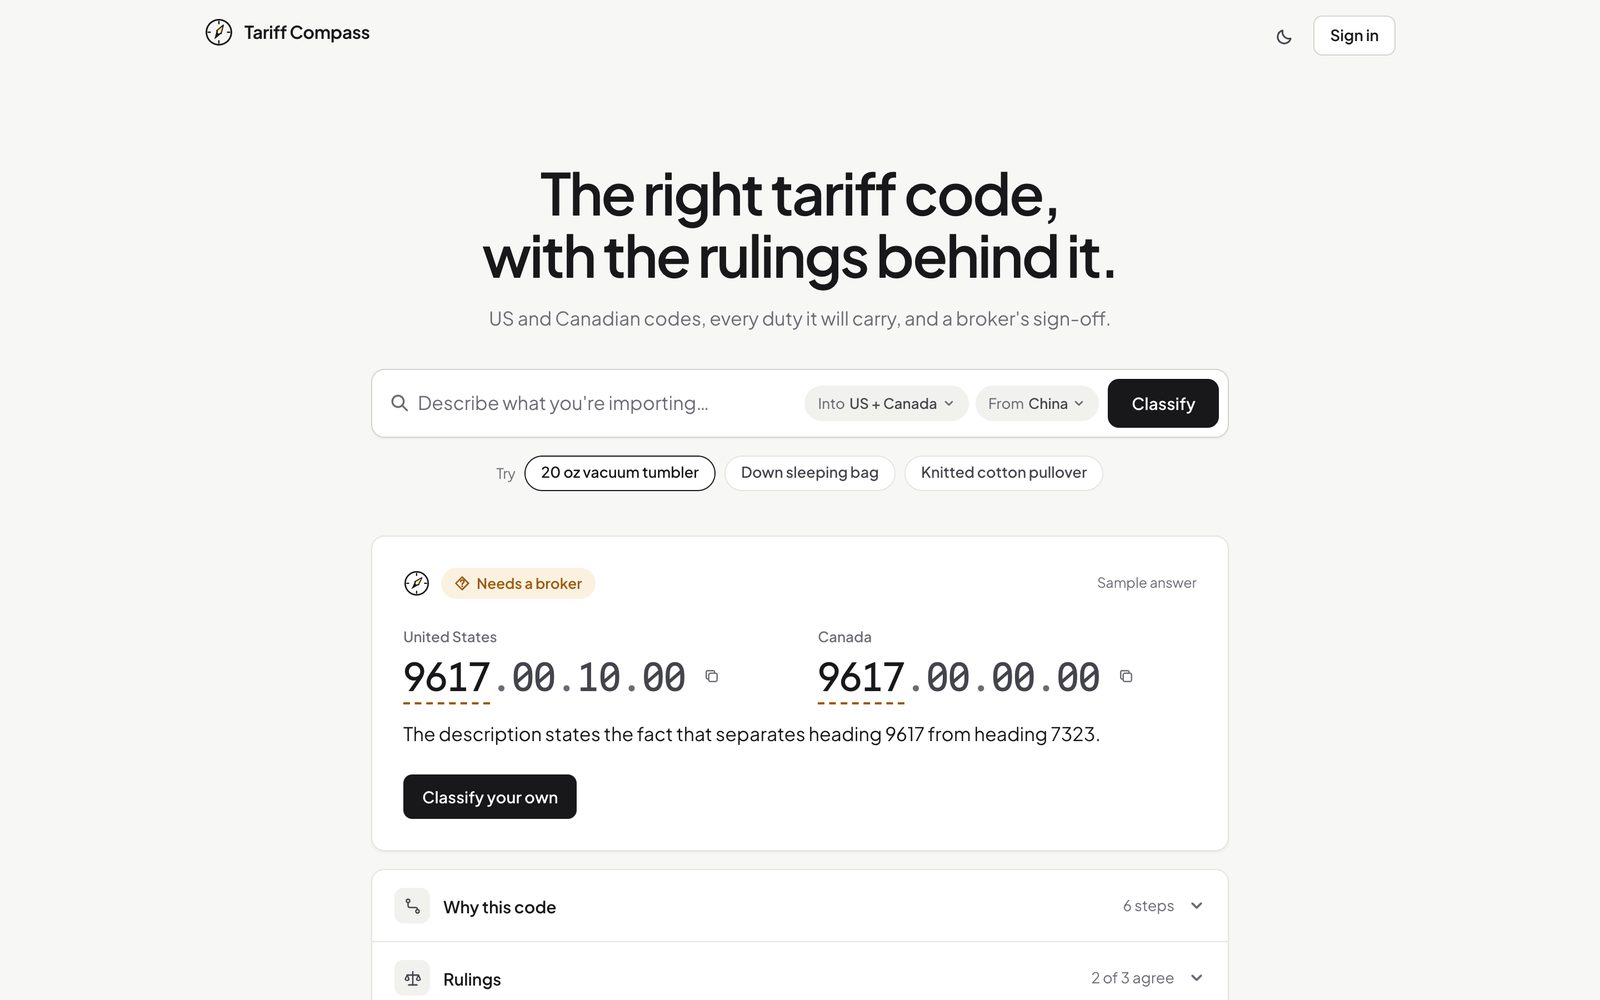 Tariff Compass
Sign in
The right tariff code,
with the rulings behind it.
US and Canadian codes, every duty it will carry, and a broker's sign-off.
Describe what you're importing...
Into US + Canada
From China
Classify
Try
20 oz vacuum tumbler
Down sleeping bag
Knitted cotton pullover
Needs a broker
Sample answer
United States
9617.00.10.00
Canada
9617.00.00.00
The description states the fact that separates heading 9617 from heading 7323.
Classify your own
Why this code
6 steps
Rulings
2 of 3 agree